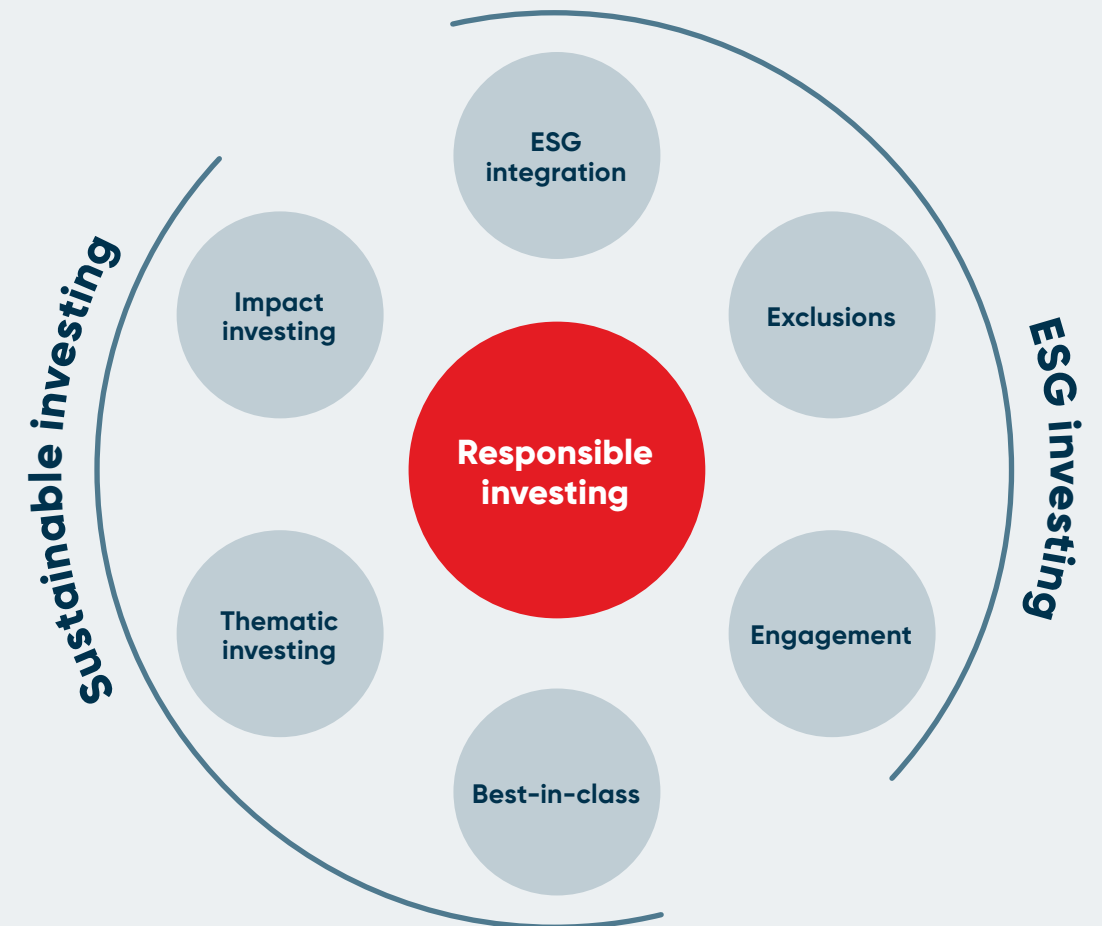 ESG
integration
Impact
investing
Exclusions
Sustainable investing
Responsible
investing
ESG investing
Thematic
investing
Engagement
Best-in-class